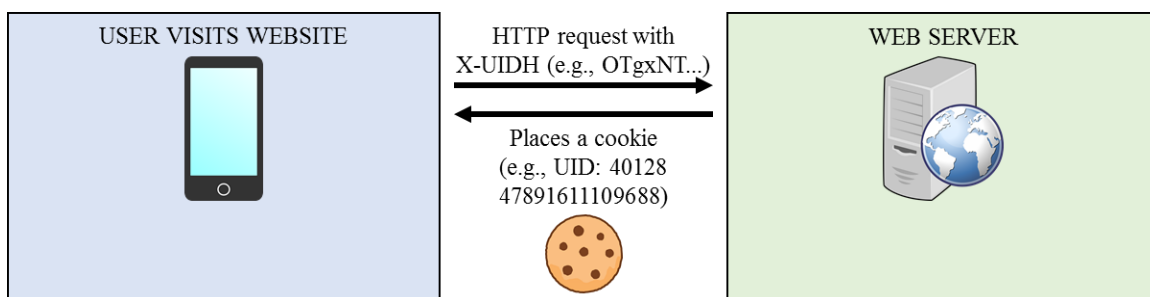 USER VISITS WEBSITE
HTTP request with
X-UIDH (e.g., OTgxNT...)
Places a cookie
(e.g., UID: 40128
47891611109688)
WEB SERVER